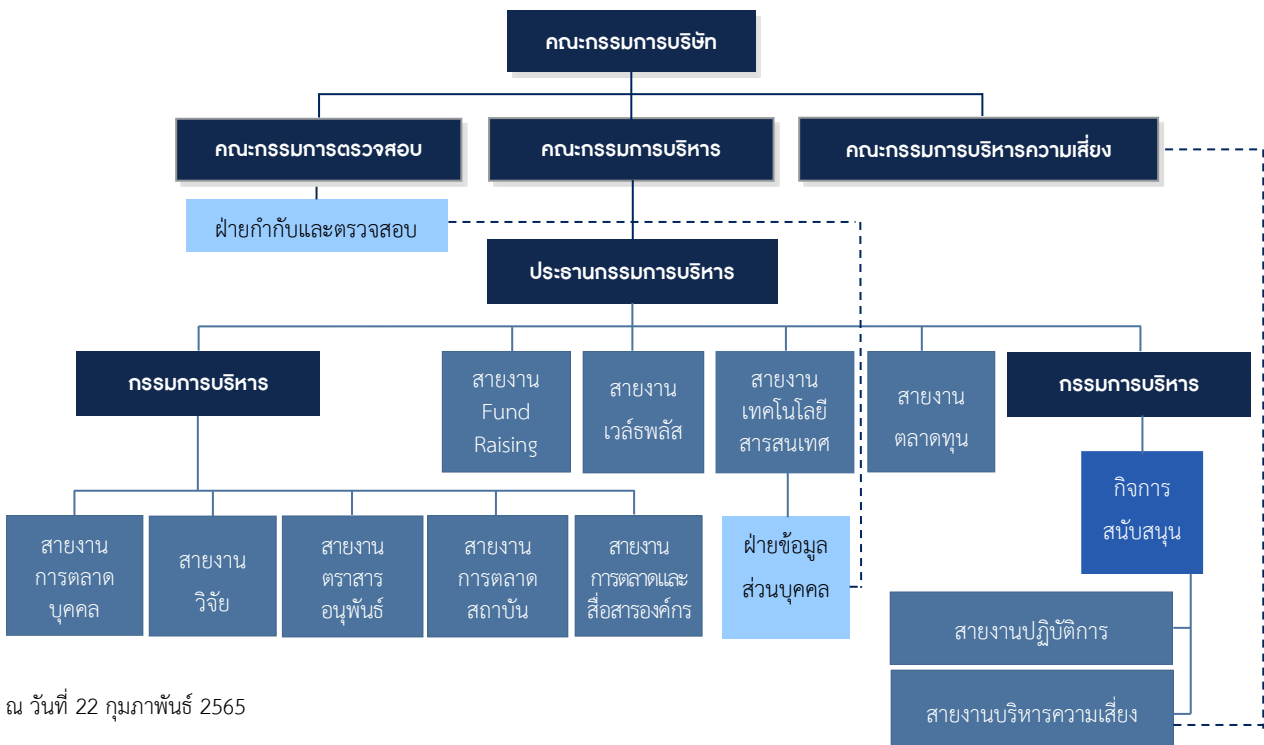 คณะกรรมการบริษัท
คณะกรรมการตรวจสอบ
คณะกรรมการบริหาร
คณะกรรมการบริหารความเสี่ยง
ฝ่ายกำกับและตรวจสอบ
ประธานกรรมการบริหาร
กรรมการบริหาร
สายงาน
Fund
Raising
สายงาน
เวล์ธพลัส
สายงาน
เทคโนโลยี
สารสนเทศ
สายงาน
ตลาดทุน
กรรมการบริหาร
กิจการ
สนับสนุน
สายงาน
การตลาด
บุคคล
สายงาน
วิจัย
สายงาน
ตราสาร
อนุพันธ์
สายงาน
การตลาด
สถาบัน
สายงาน
การตลาดและ
สื่อสารองค์กร
ฝ่ายข้อมูล
ส่วนบุคคล
สายงานปฏิบัติการ
สายงานบริหารความเสี่ยง
ณ วันที่ 22 กุมภาพันธ์ 2565